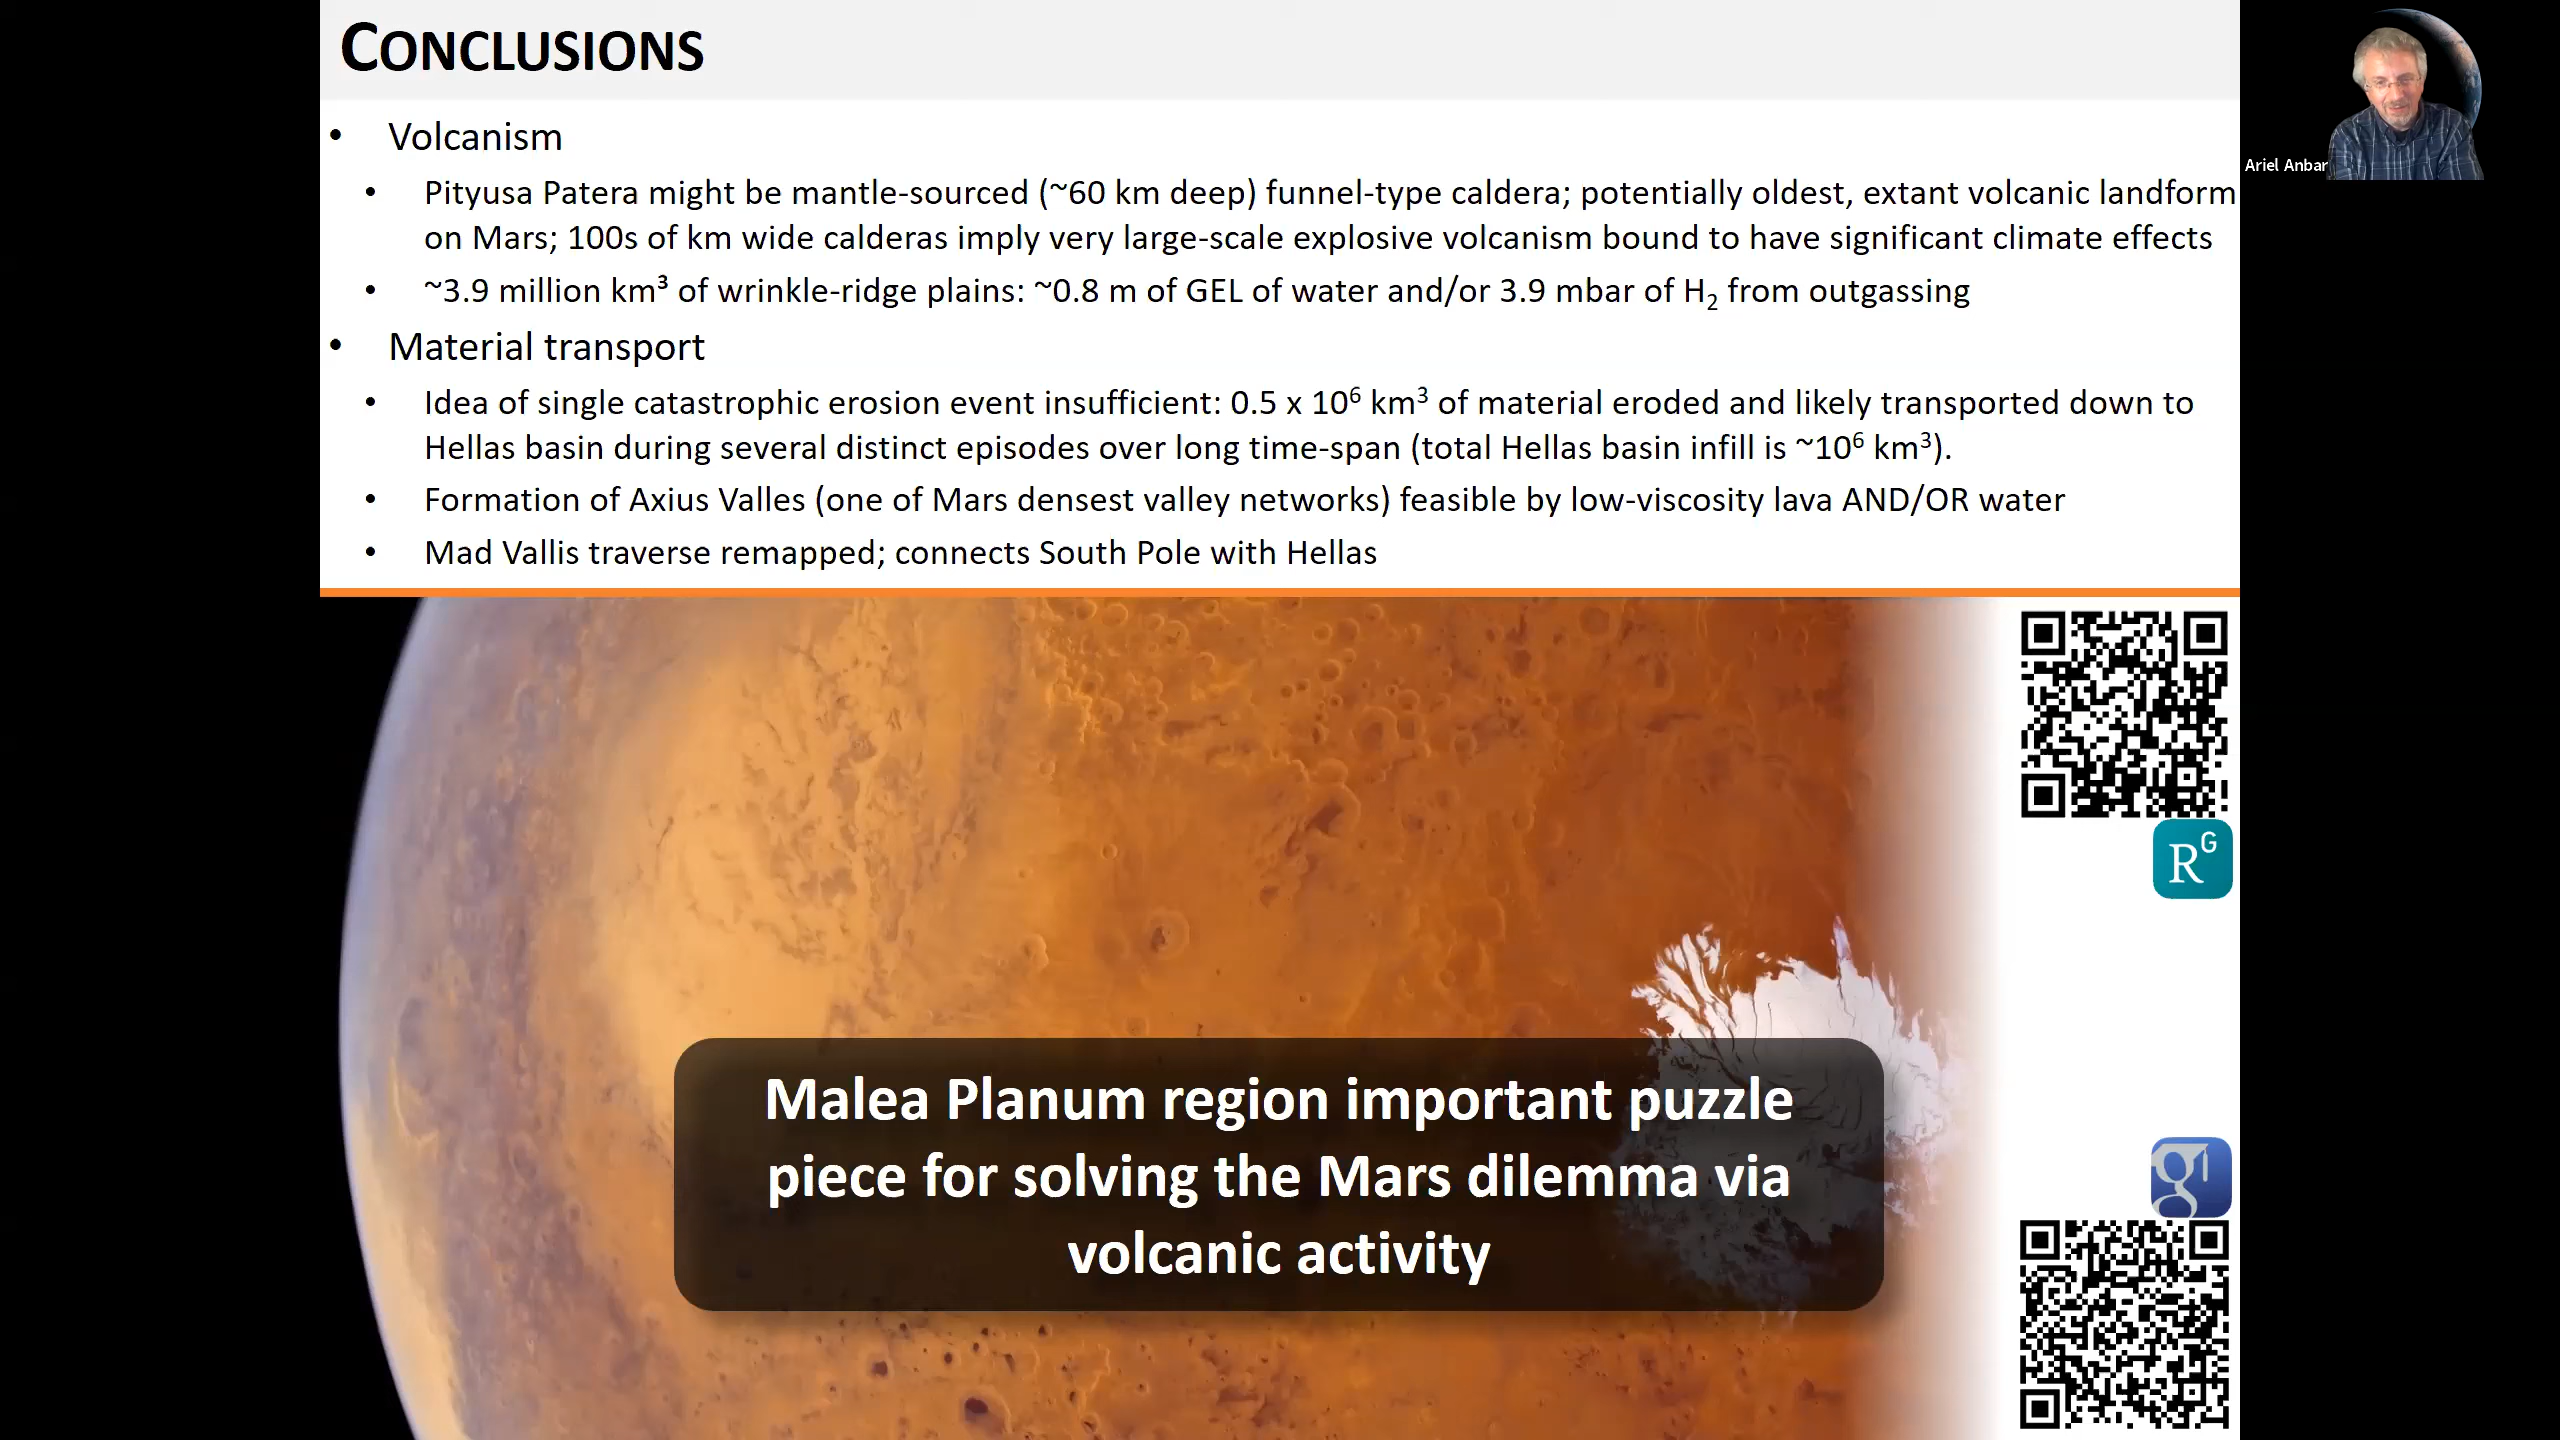 CONCLUSIONS
Ariel Anbar
• Volcanism
• Pityusa Patera might be mantle-sourced (~60 km deep) funnel-type caldera; potentially oldest, extant volcanic landform
on Mars; 100s of km wide calderas imply very large-scale explosive volcanism bound to have significant climate effects
• ~3.9 million km³ of wrinkle-ridge plains: ~0.8 m of GEL of water and/or 3.9 mbar of H₂ from outgassing
• Material transport
• Idea of single catastrophic erosion event insufficient: 0.5 x 10⁶ km³ of material eroded and likely transported down to
Hellas basin during several distinct episodes over long time-span (total Hellas basin infill is ~10⁶ km³).
• Formation of Axius Valles (one of Mars densest valley networks) feasible by low-viscosity lava AND/OR water
• Mad Vallis traverse remapped; connects South Pole with Hellas
RG
g
Malea Planum region important puzzle
piece for solving the Mars dilemma via
volcanic activity